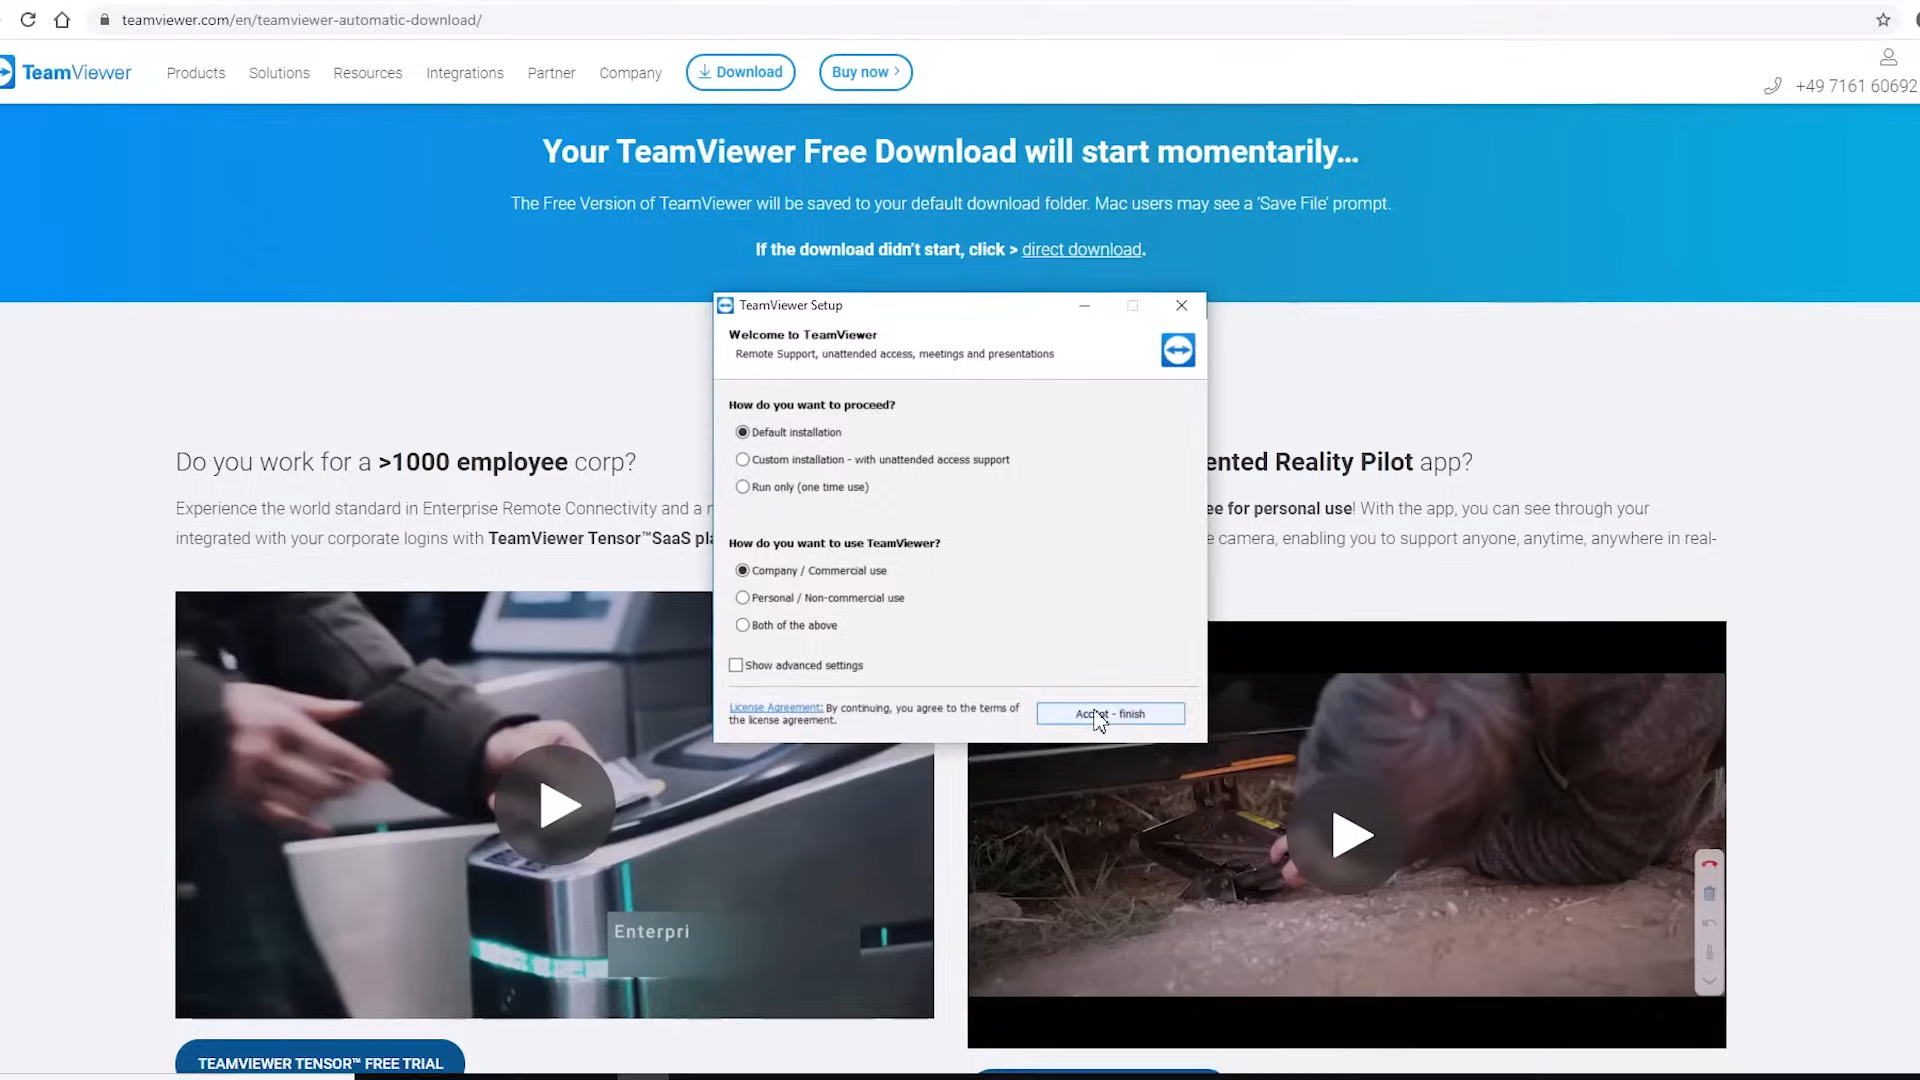 teamviewer.com/en/teamviewer-automatic-download/
TeamViewer
Products
Solutions
Resources
Integrations
Partner
Company
Download
Buy now
+49 7161 60692
Your TeamViewer Free Download will start momentarily...
The Free Version of TeamViewer will be saved to your default download folder. Mac users may see a 'Save File' prompt.
If the download didn't start, click > direct download.
TeamViewer Setup
Welcome to TeamViewer
Remote Support, unattended access, meetings and presentations
How do you want to proceed?
Default installation
Custom installation - with unattended access support
Run only (one time use)
How do you want to use TeamViewer?
Company / Commercial use
Personal / Non-commercial use
Both of the above
Show advanced settings
License Agreement: By continuing, you agree to the terms of
the license agreement.
Accept - finish
Do you work for a >1000 employee corp?
Experience the world standard in Enterprise Remote Connectivity and a
integrated with your corporate logins with TeamViewer Tensor™SaaS
Enterpri
TEAMVIEWER TENSOR™ FREE TRIAL
ented Reality Pilot app?
ee for personal use! With the app, you can see through your
e camera, enabling you to support anyone, anytime, anywhere in real-